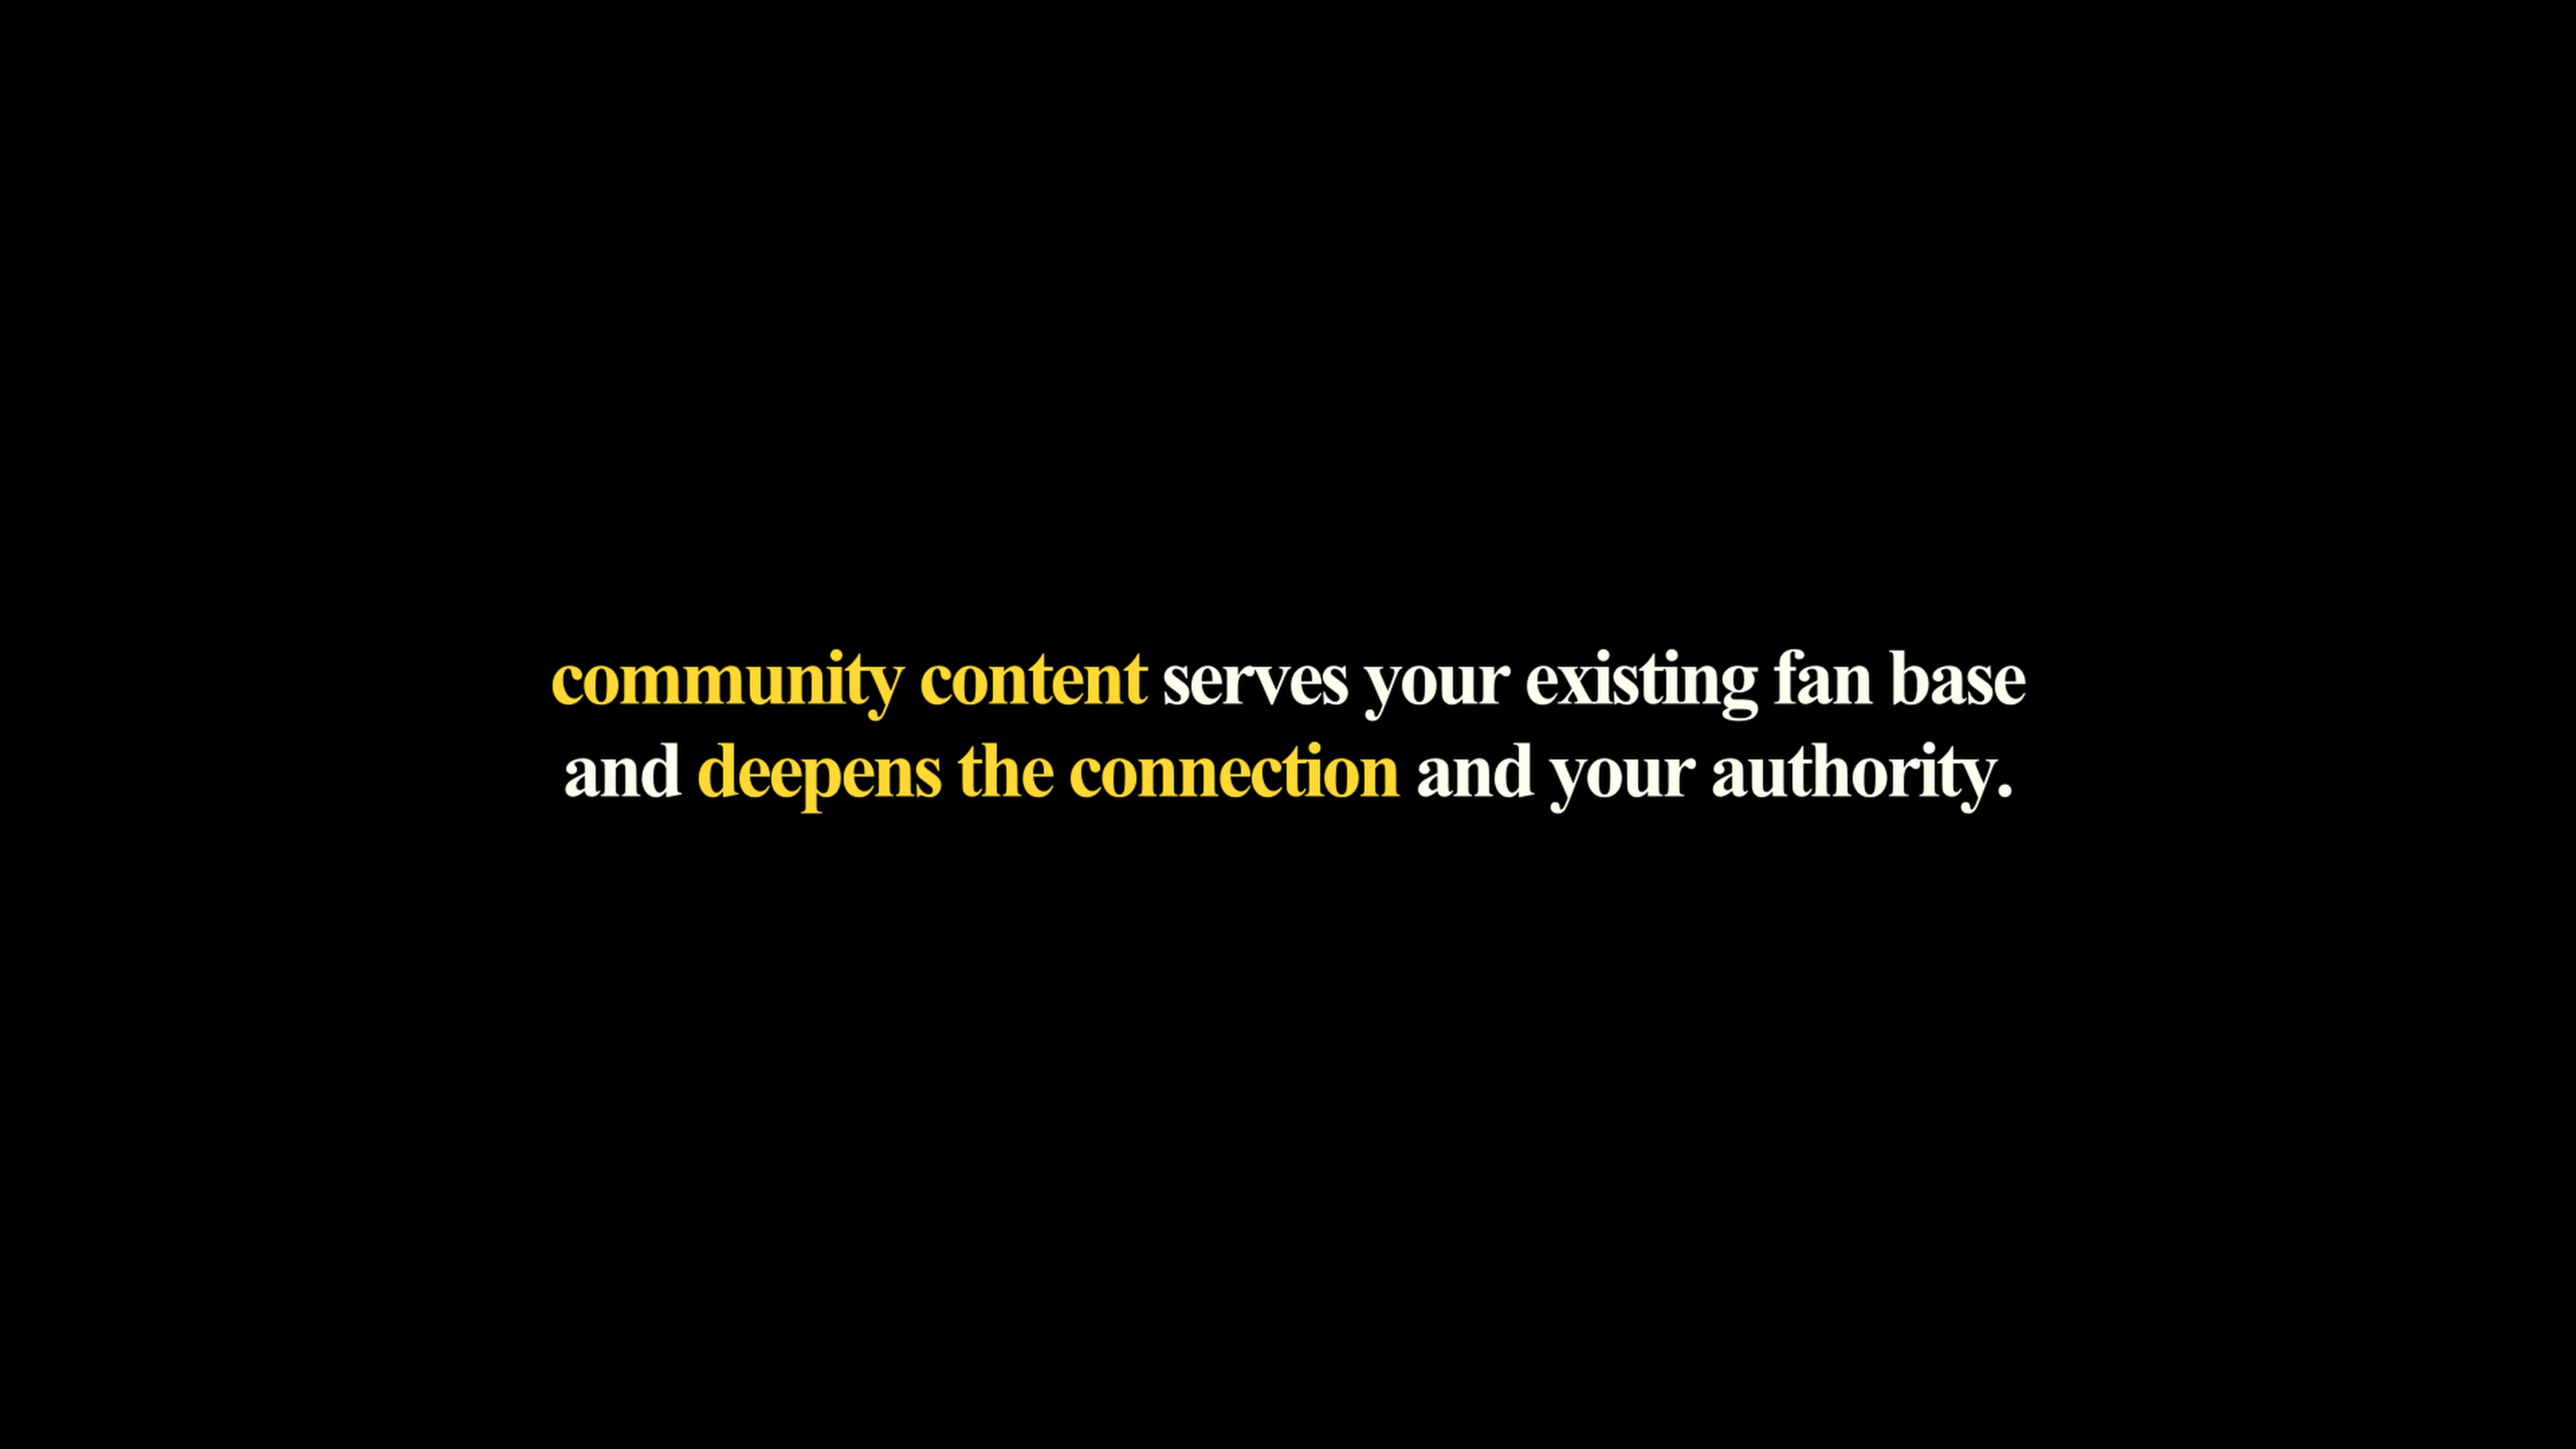 community content serves your existing fan base
and deepens the connection and your authority.